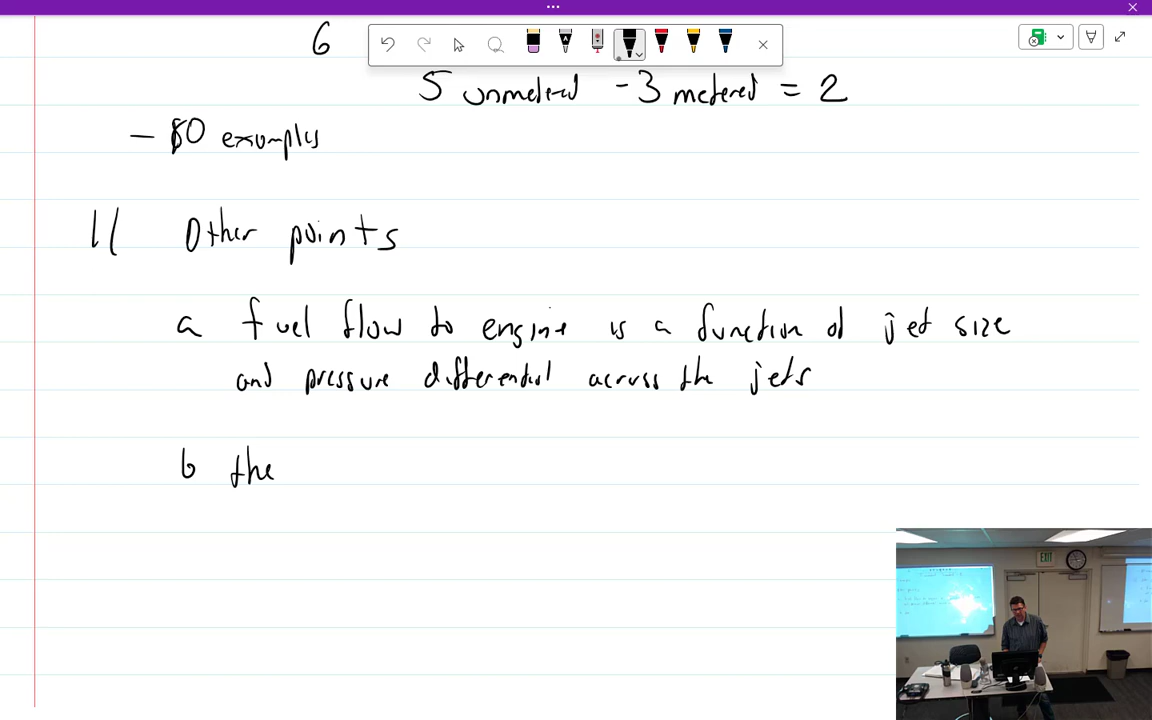 6
5 unmetered - 3 metered = 2
- 80 examples
11 Other points
a fuel flow to engine is a function of jet size
and pressure differential across the jets
b the
EXIT